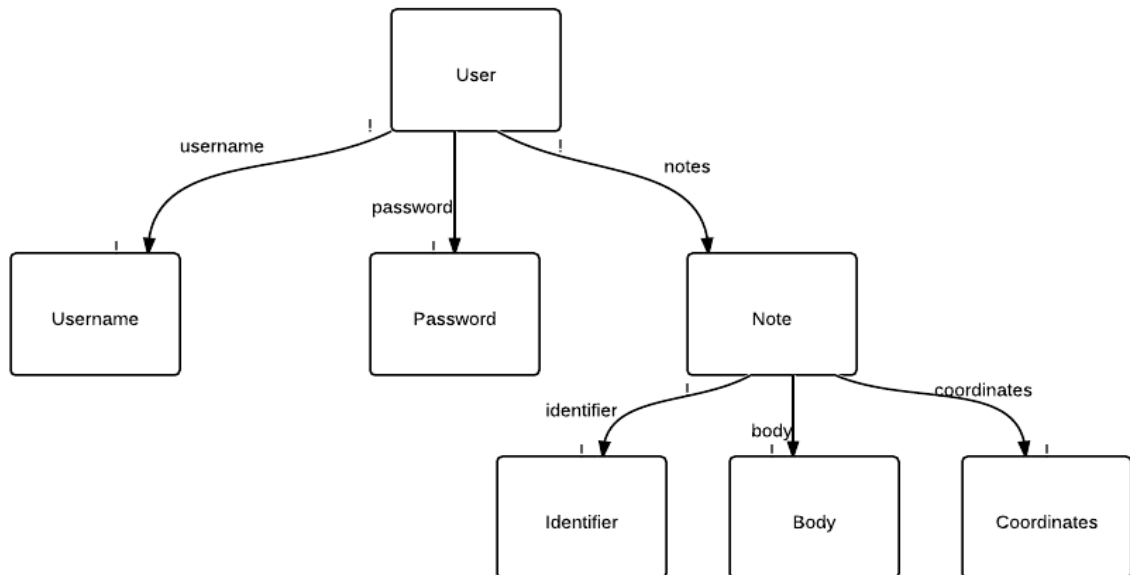 User
!
!
username
notes
password
!
!
Username
Password
Note
!
coordinates
identifier
body
!
!
!
Identifier
Body
Coordinates